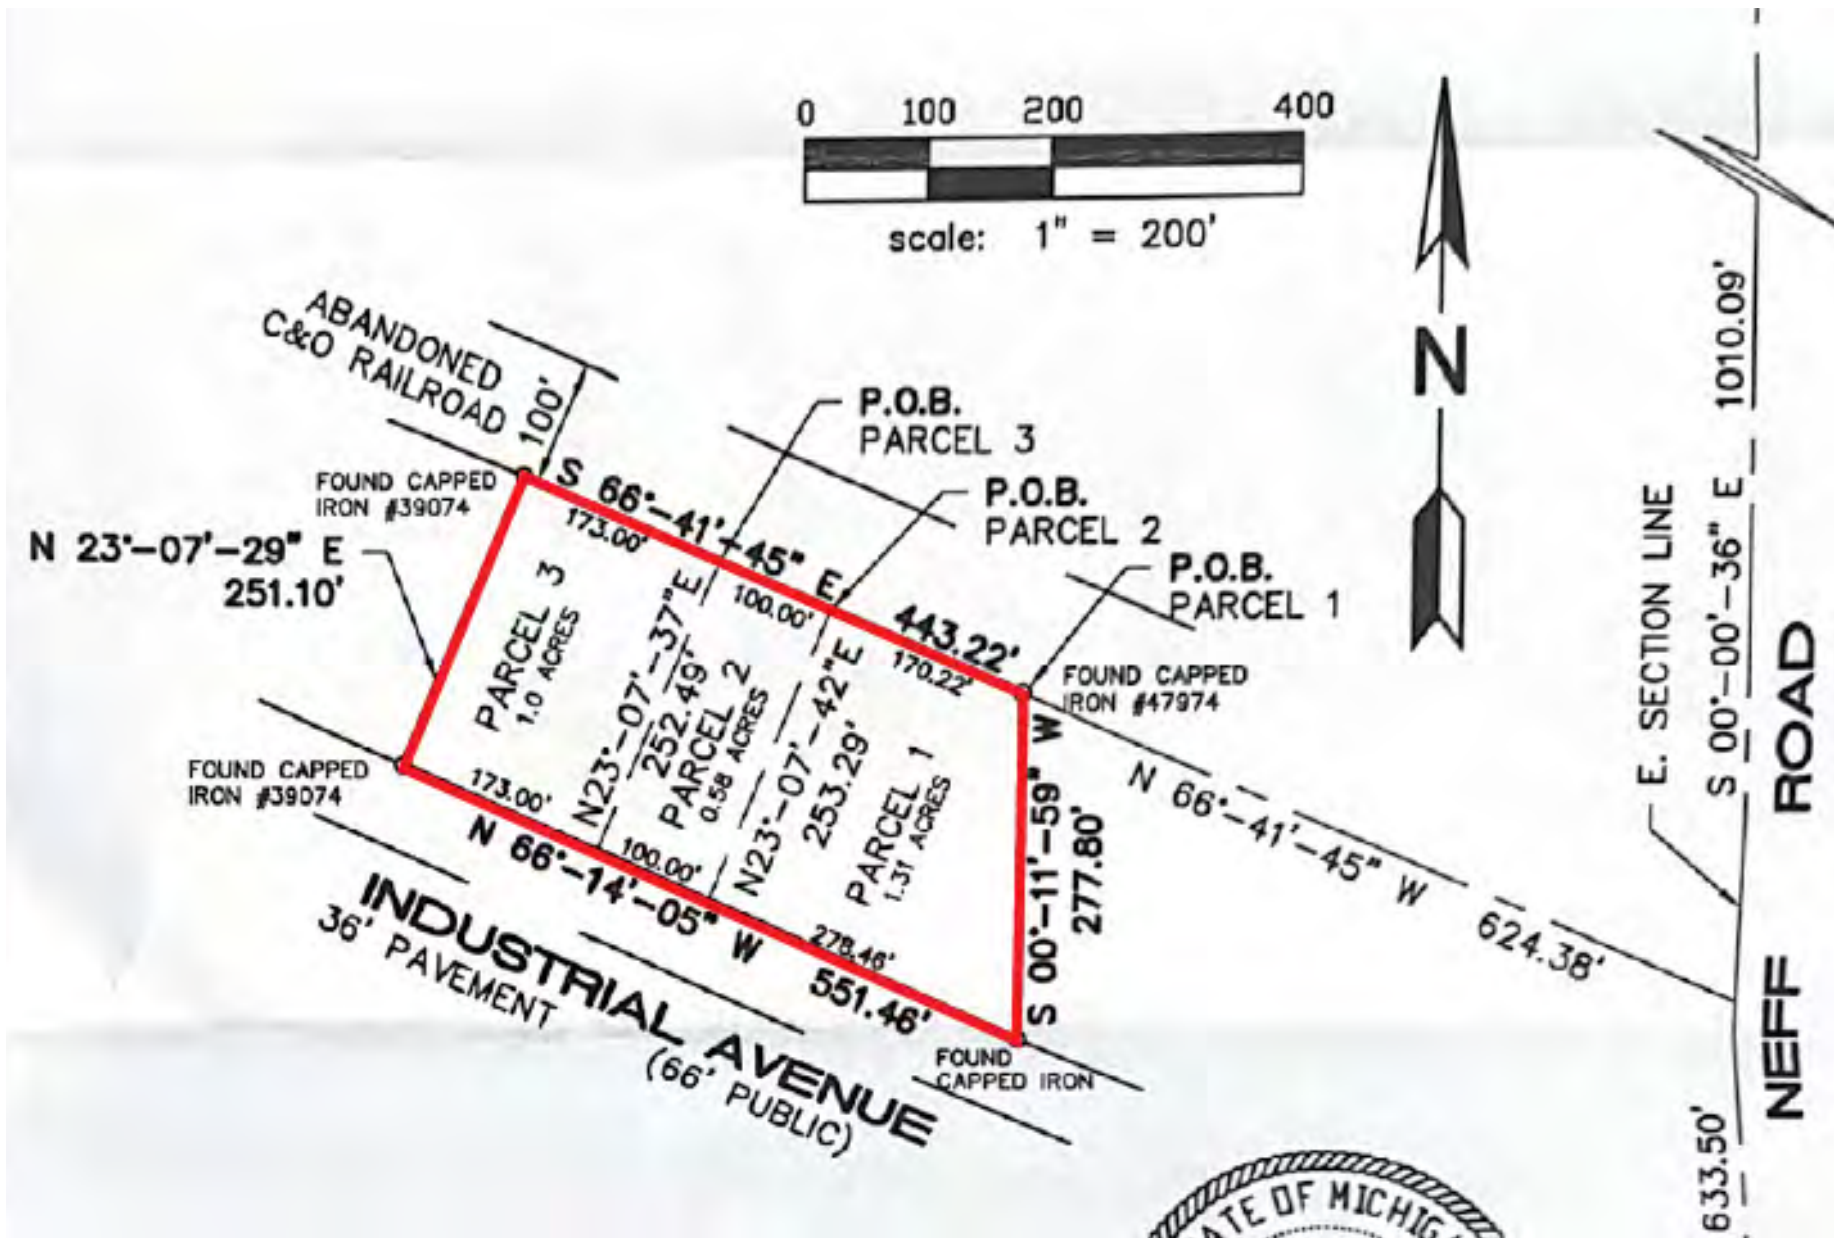 0 100 200 400
scale: 1" = 200'
N
ABANDONED
C&O RAILROAD
100'
P.O.B.
PARCEL 3
P.O.B.
PARCEL 2
P.O.B.
PARCEL 1
FOUND CAPPED
IRON #39074
S 66°-41'-45" E 443.22'
173.00'
100.00'
170.22'
N 23°-07'-29" E
251.10'
PARCEL 3
1.0 ACRES
N23°-07'-37"E
252.49'
PARCEL 2
0.58 ACRES
N23°-07'-42"E
253.29'
PARCEL 1
1.31 ACRES
FOUND CAPPED
IRON #47974
S 00°-11'-59" W
277.80'
N 66°-41'-45" W 624.38'
FOUND CAPPED
IRON #39074
173.00'
100.00'
278.46'
N 66°-14'-05" W 551.46'
INDUSTRIAL AVENUE
36' PAVEMENT
(66' PUBLIC)
FOUND
CAPPED IRON
E. SECTION LINE
S 00°-00'-36" E 1010.09'
NEFF ROAD
633.50'
OF